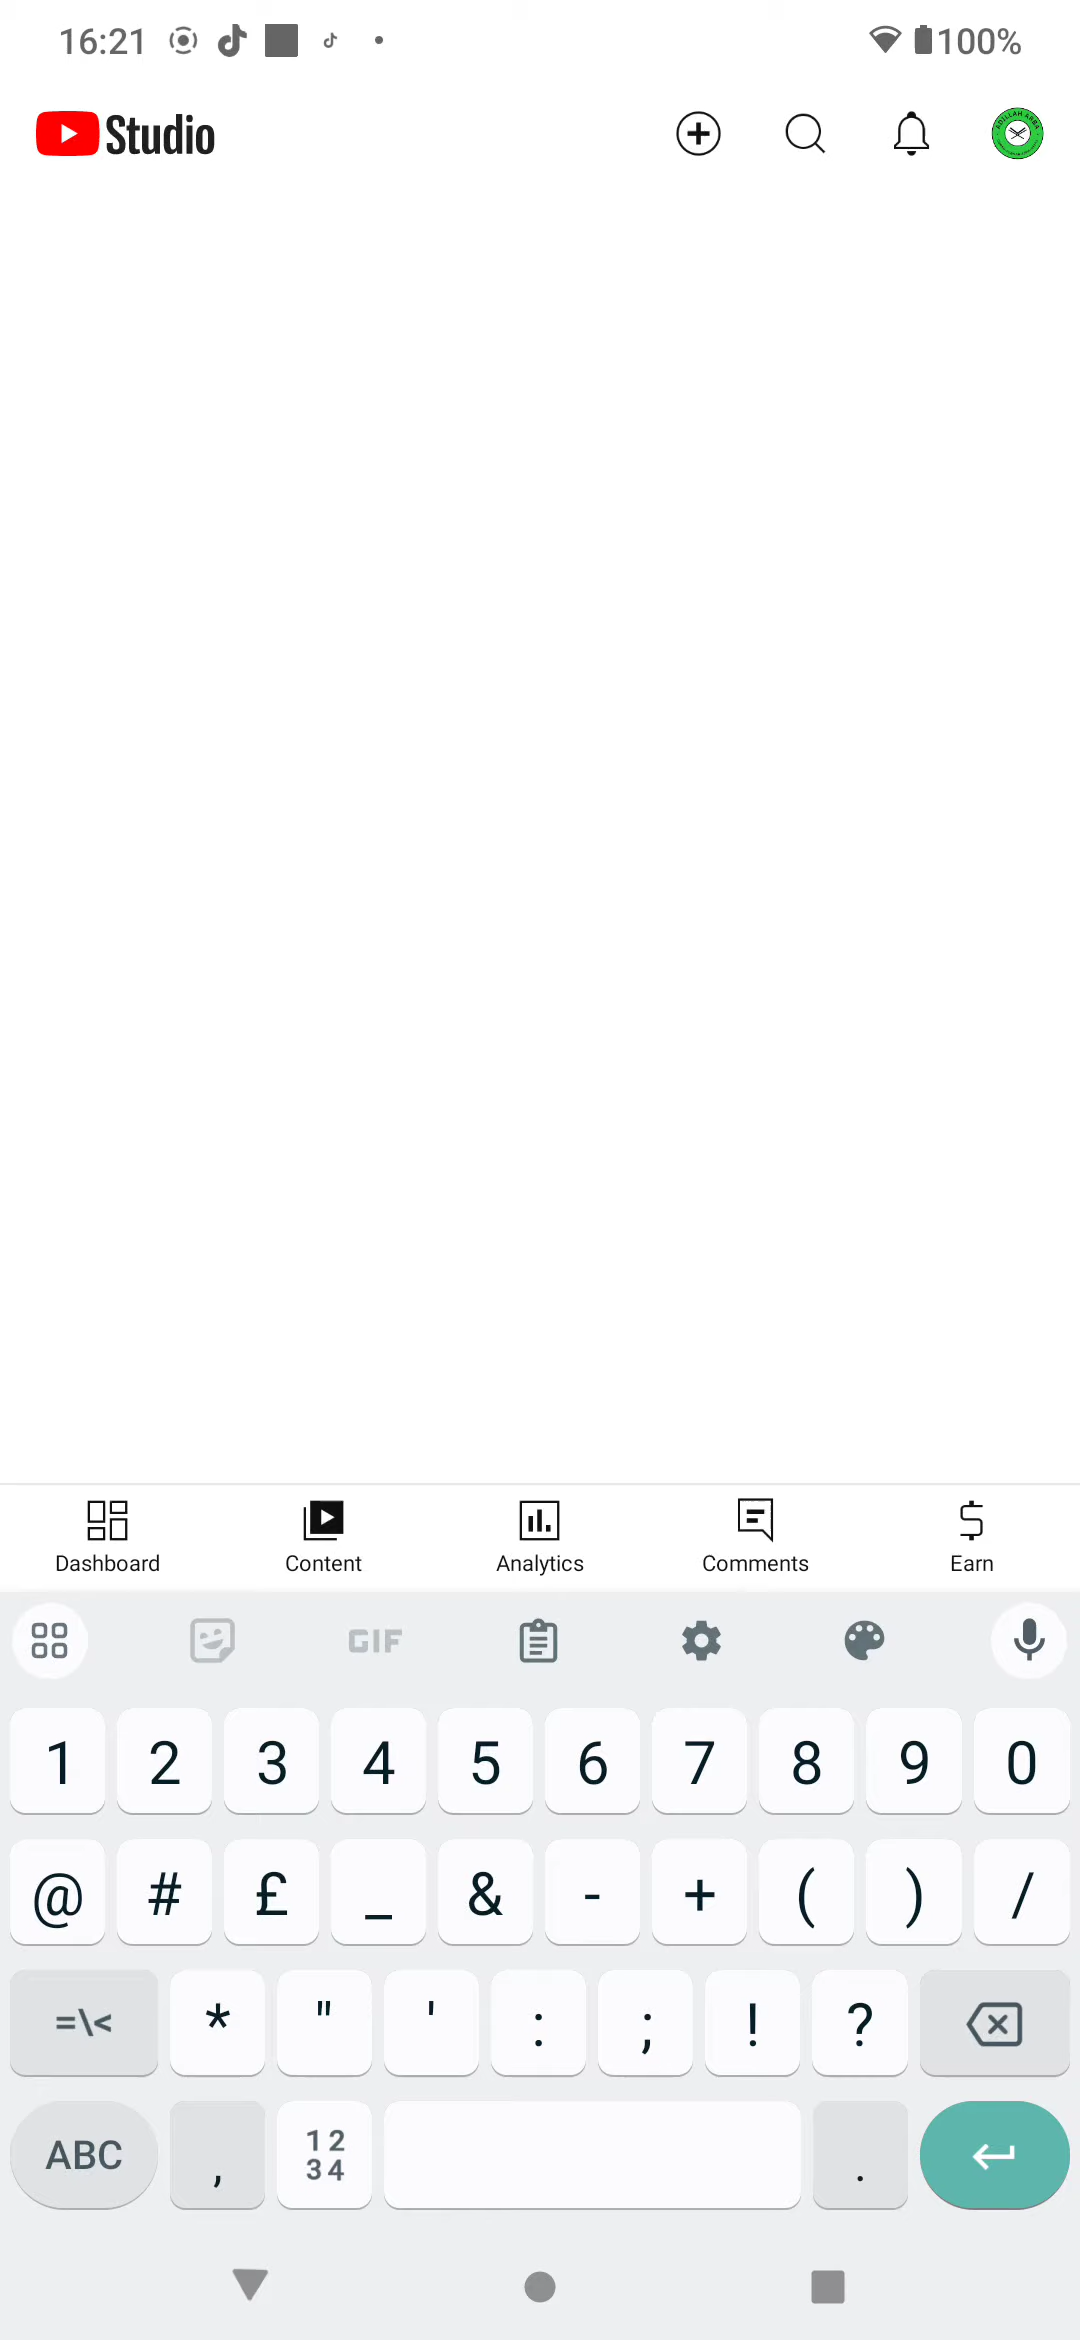 16:21
100%
Studio
Dashboard
Content
Analytics
Comments
Earn
GIF
1 2 3 4 5 6 7 8 9 0
@ # £ _ & - + ( ) /
=\< * " ' : ; ! ?
ABC , 12 .
34